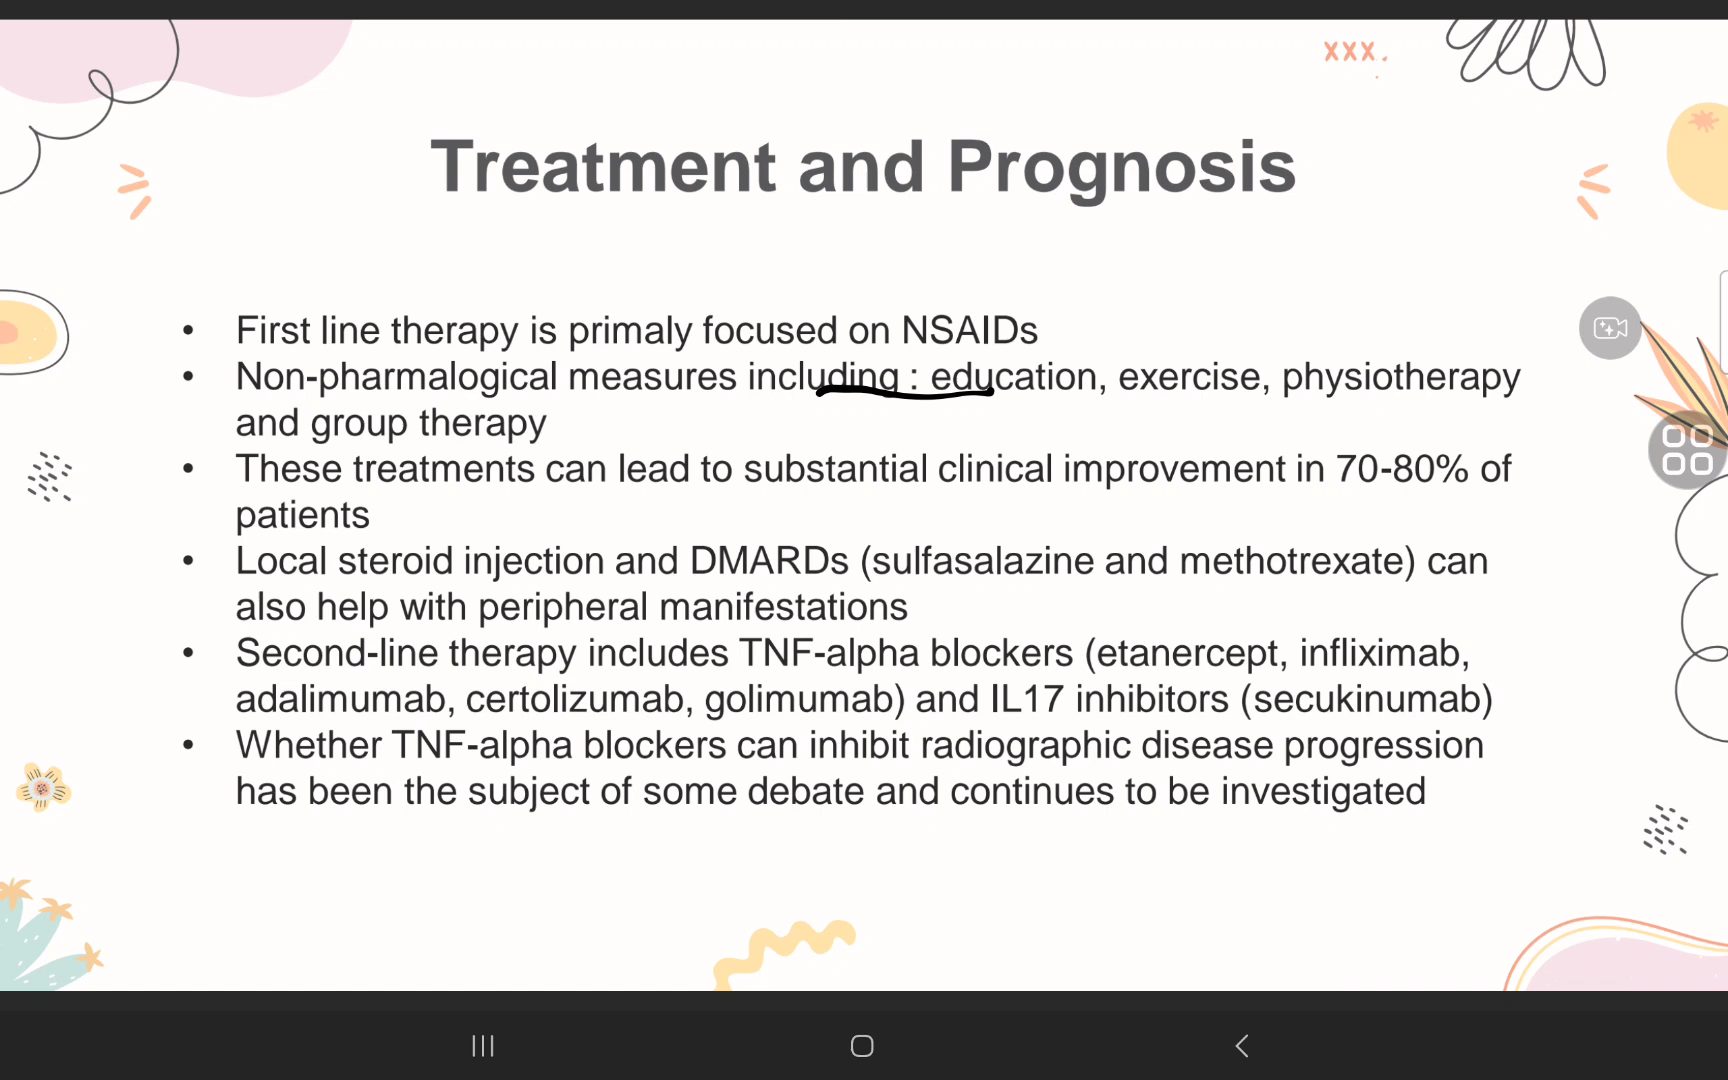 XXX.
Treatment and Prognosis
• First line therapy is primaly focused on NSAIDs
• Non-pharmalogical measures including : education, exercise, physiotherapy
and group therapy
• These treatments can lead to substantial clinical improvement in 70-80% of
patients
• Local steroid injection and DMARDs (sulfasalazine and methotrexate) can
also help with peripheral manifestations
• Second-line therapy includes TNF-alpha blockers (etanercept, infliximab,
adalimumab, certolizumab, golimumab) and IL17 inhibitors (secukinumab)
• Whether TNF-alpha blockers can inhibit radiographic disease progression
has been the subject of some debate and continues to be investigated